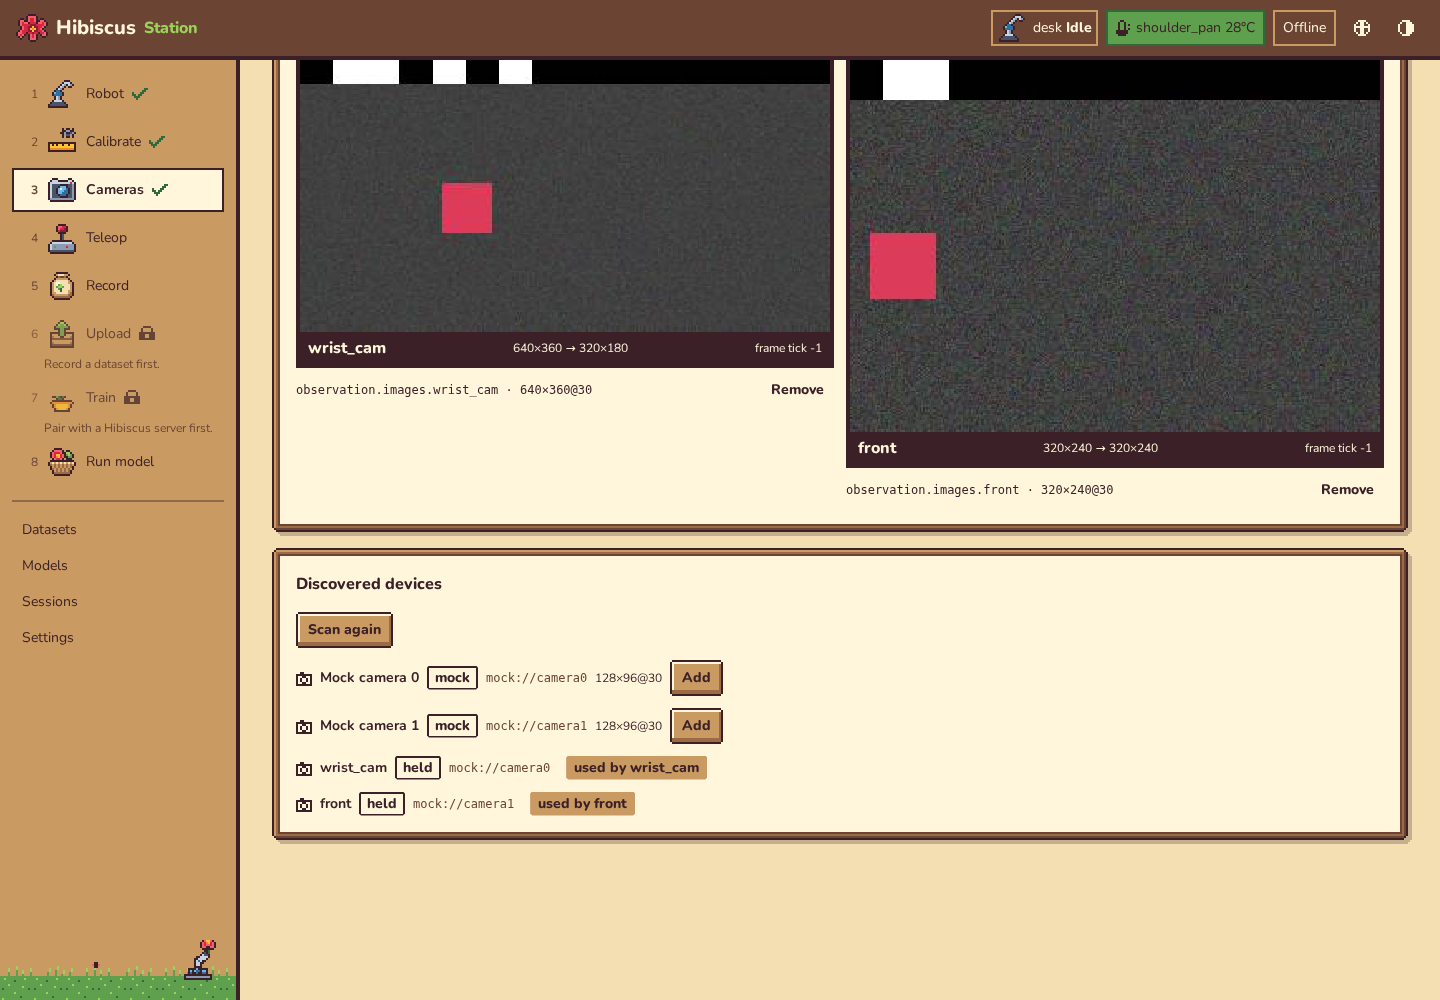 Hibiscus Station
desk Idle
shoulder_pan 28°C
Offline
1 Robot
2 Calibrate
3 Cameras
4 Teleop
5 Record
6 Upload
Record a dataset first.
7 Train
Pair with a Hibiscus server first.
8 Run model
Datasets
Models
Sessions
Settings
wrist_cam 640×360 → 320×180 frame tick -1
observation.images.wrist_cam · 640×360@30 Remove
front 320×240 → 320×240 frame tick -1
observation.images.front · 320×240@30 Remove
Discovered devices
Scan again
Mock camera 0 mock mock://camera0 128×96@30 Add
Mock camera 1 mock mock://camera1 128×96@30 Add
wrist_cam held mock://camera0 used by wrist_cam
front held mock://camera1 used by front